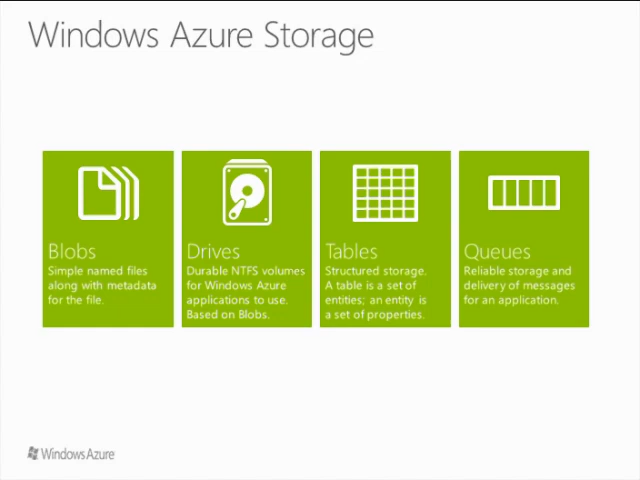 Windows Azure Storage
Blobs
Simple named files
along with metadata
for the file.
Drives
Durable NTFS volumes
for Windows Azure
applications to use.
Based on Blobs.
Tables
Structured storage.
A table is a set of
entities; an entity is
a set of properties.
Queues
Reliable storage and
delivery of messages
for an application.
Windows Azure